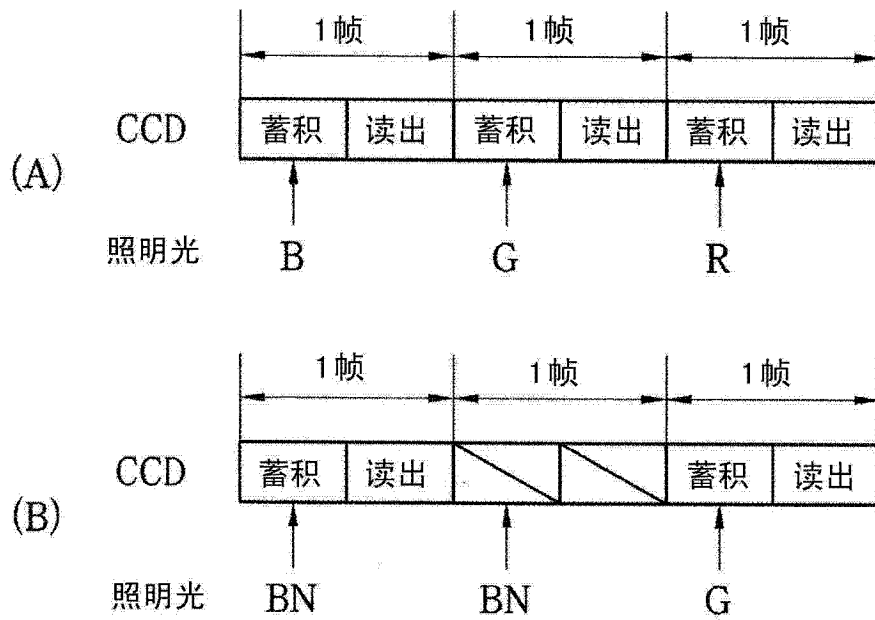 1帧 1帧 1帧
(A) CCD 蓄积 读出 蓄积 读出 蓄积 读出
照明光 B G R
1帧 1帧 1帧
(B) CCD 蓄积 读出 蓄积 读出
照明光 BN BN G